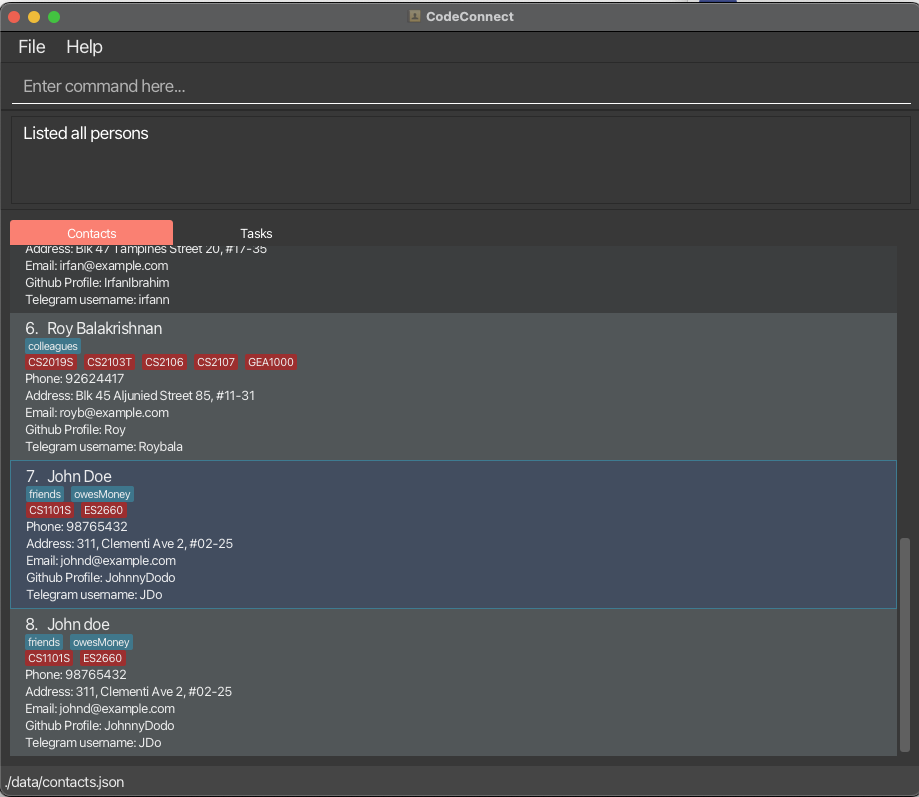 CodeConnect
File Help
Enter command here...
Listed all persons
Contacts Tasks
Address: Blk 47 Tampines Street 20, #17-35
Email: irfan@example.com
Github Profile: IrfanIbrahim
Telegram username: irfann
6. Roy Balakrishnan
colleagues
CS2019S CS2103T CS2106 CS2107 GEA1000
Phone: 92624417
Address: Blk 45 Aljunied Street 85, #11-31
Email: royb@example.com
Github Profile: Roy
Telegram username: Roybala
7. John Doe
friends owesMoney
CS1101S ES2660
Phone: 98765432
Address: 311, Clementi Ave 2, #02-25
Email: johnd@example.com
Github Profile: JohnnyDodo
Telegram username: JDo
8. John doe
friends owesMoney
CS1101S ES2660
Phone: 98765432
Address: 311, Clementi Ave 2, #02-25
Email: johnd@example.com
Github Profile: JohnnyDodo
Telegram username: JDo
./data/contacts.json